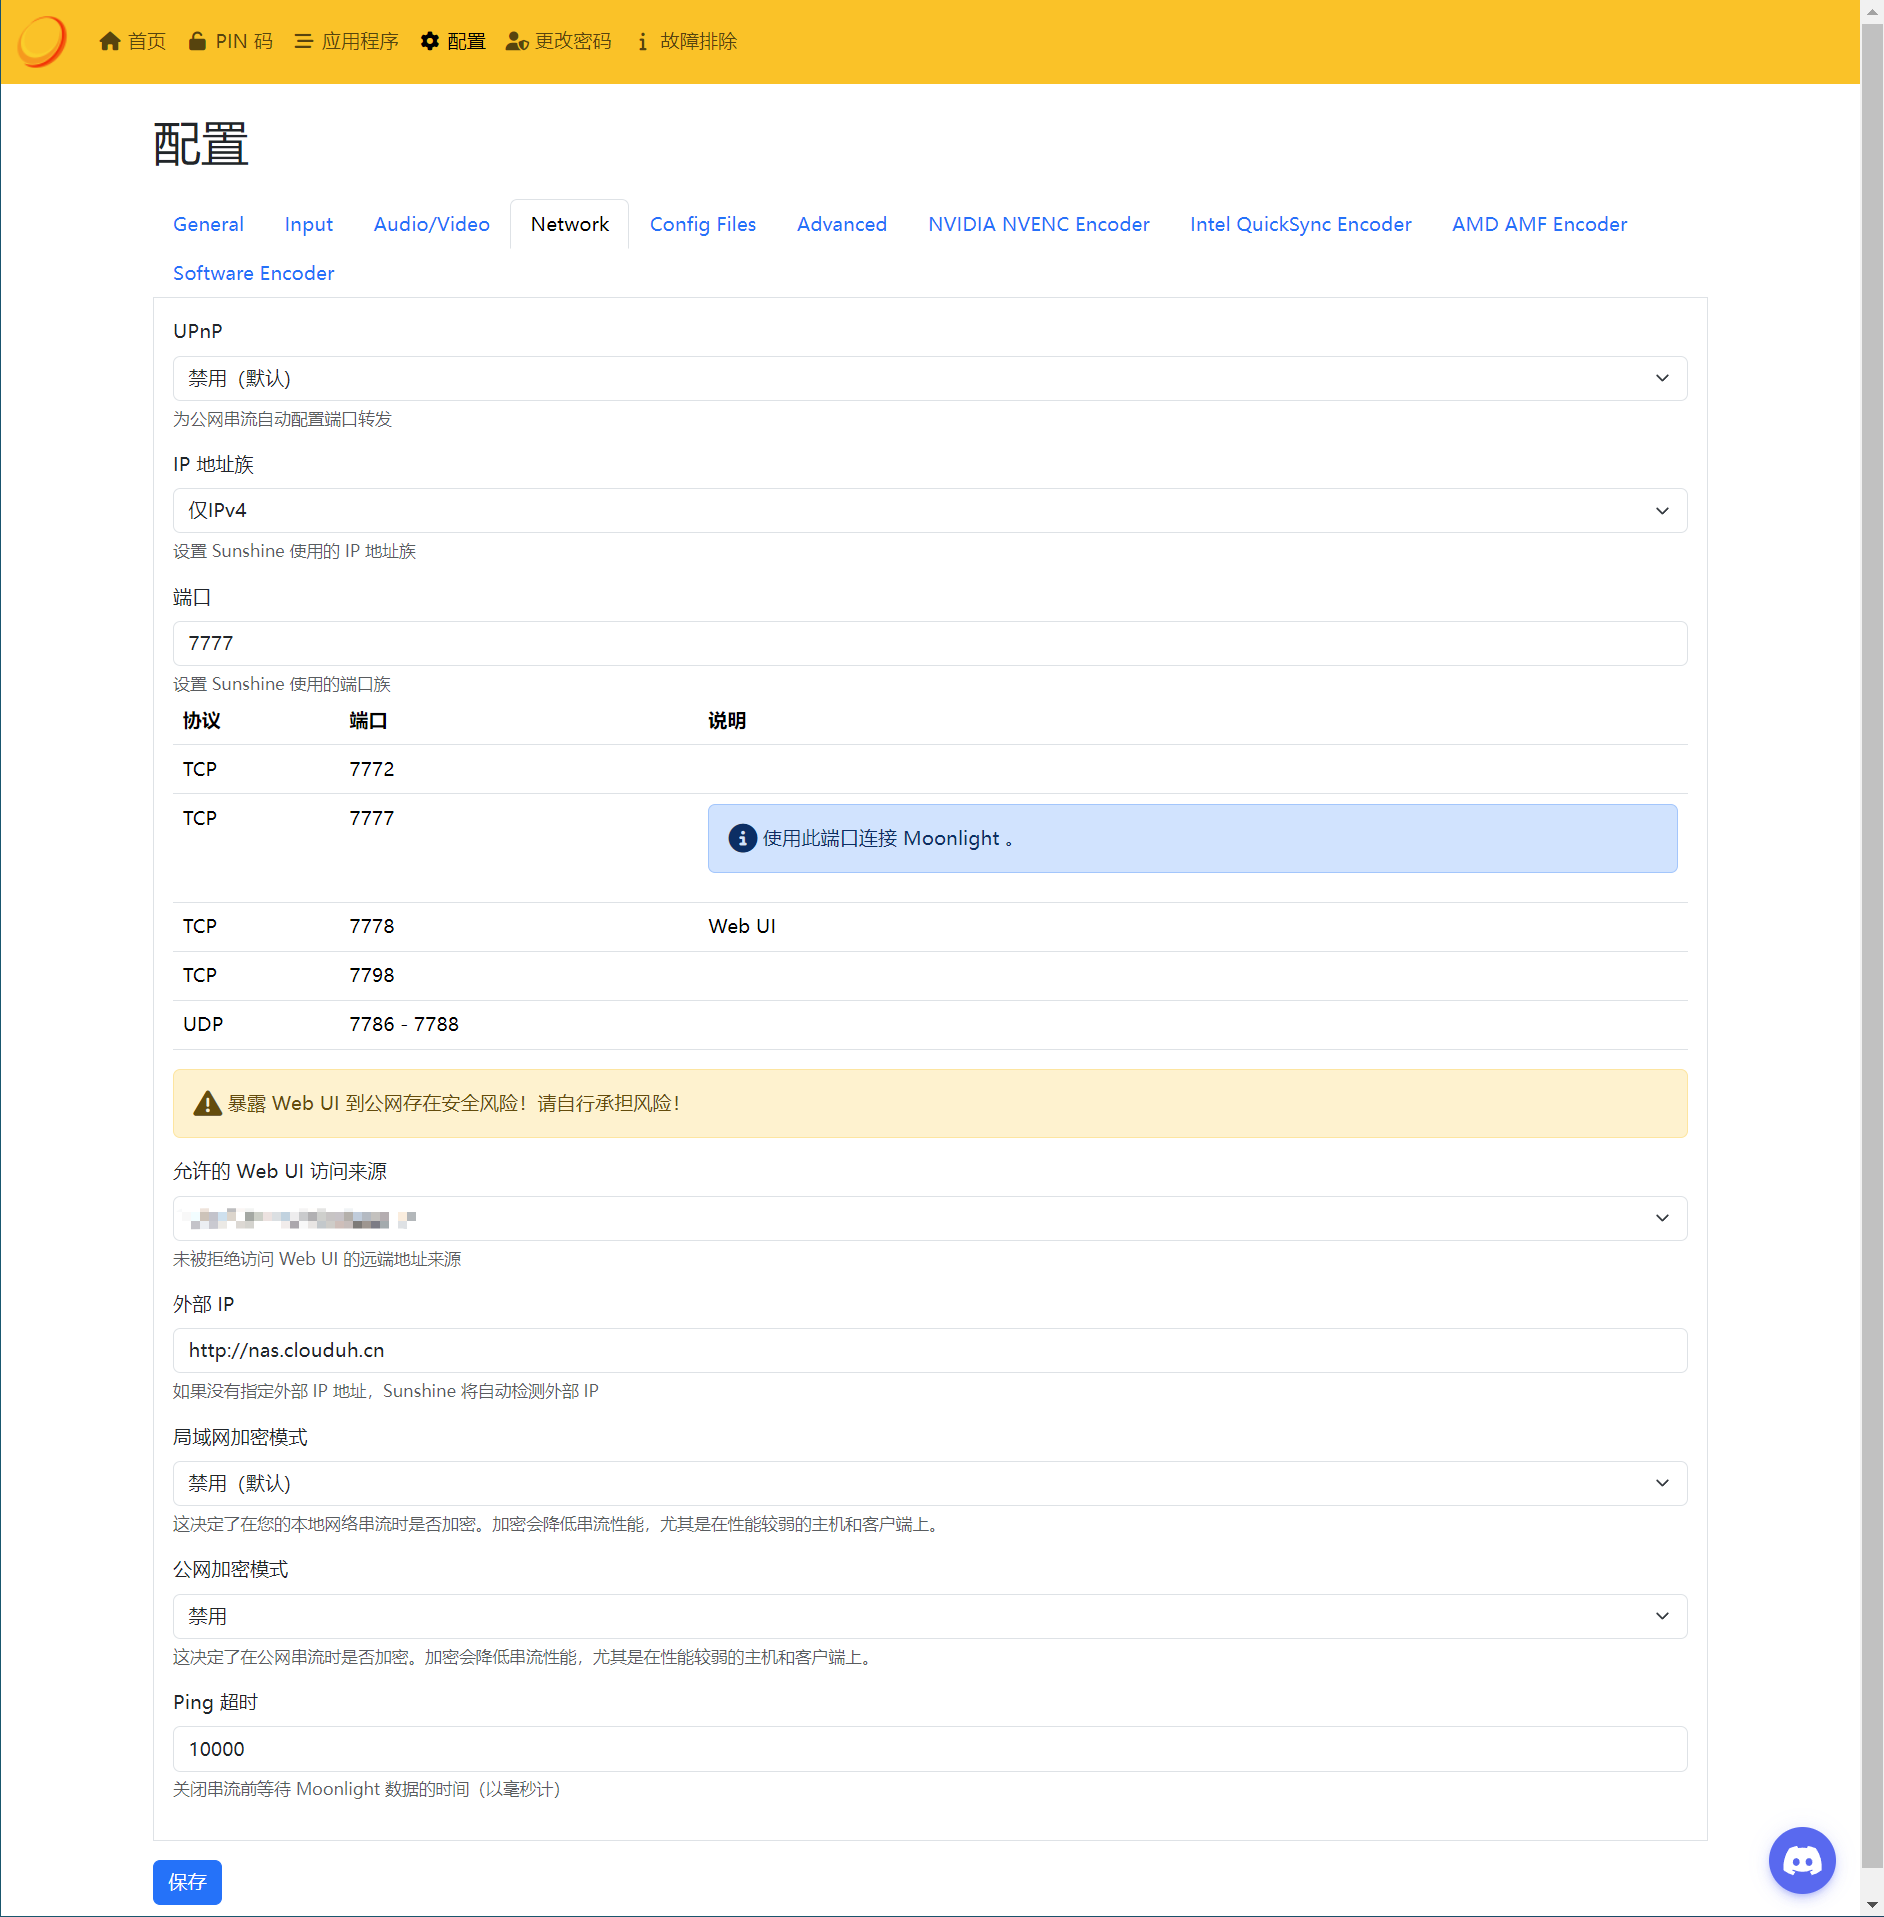 首页 PIN 码 应用程序 配置 更改密码 故障排除
配置
General Input Audio/Video Network Config Files Advanced NVIDIA NVENC Encoder Intel QuickSync Encoder AMD AMF Encoder
Software Encoder
UPnP
禁用（默认）
为公网串流自动配置端口转发
IP 地址族
仅IPv4
设置 Sunshine 使用的 IP 地址族
端口
7777
设置 Sunshine 使用的端口族
协议 端口 说明
TCP 7772
TCP 7777 使用此端口连接 Moonlight 。
TCP 7778 Web UI
TCP 7798
UDP 7786 - 7788
暴露 Web UI 到公网存在安全风险！请自行承担风险！
允许的 Web UI 访问来源
未被拒绝访问 Web UI 的远端地址来源
外部 IP
http://nas.clouduh.cn
如果没有指定外部 IP 地址，Sunshine 将自动检测外部 IP
局域网加密模式
禁用（默认）
这决定了在您的本地网络串流时是否加密。加密会降低串流性能，尤其是在性能较弱的主机和客户端上。
公网加密模式
禁用
这决定了在公网串流时是否加密。加密会降低串流性能，尤其是在性能较弱的主机和客户端上。
Ping 超时
10000
关闭串流前等待 Moonlight 数据的时间（以毫秒计）
保存